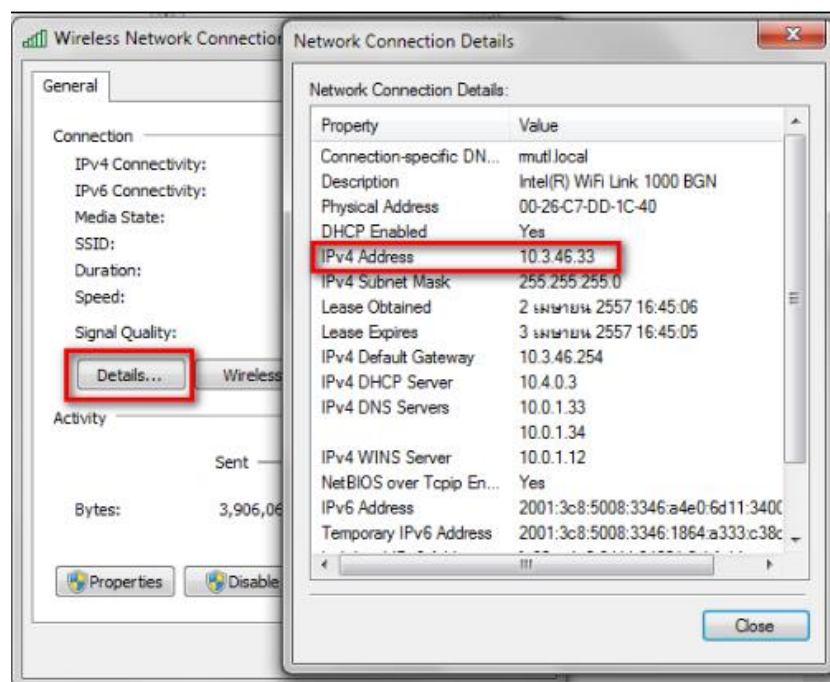 Wireless Network Connection
General
Connection
IPv4 Connectivity:
IPv6 Connectivity:
Media State:
SSID:
Duration:
Speed:
Signal Quality:
Details...
Wireless
Activity
Sent
Bytes: 3,906,06
Properties
Disable
Network Connection Details
Network Connection Details:
Property Value
Connection-specific DN... rmutl.local
Description Intel(R) WiFi Link 1000 BGN
Physical Address 00-26-C7-DD-1C-40
DHCP Enabled Yes
IPv4 Address 10.3.46.33
IPv4 Subnet Mask 255.255.255.0
Lease Obtained 2 เมษายน 2557 16:45:06
Lease Expires 3 เมษายน 2557 16:45:05
IPv4 Default Gateway 10.3.46.254
IPv4 DHCP Server 10.4.0.3
IPv4 DNS Servers 10.0.1.33
10.0.1.34
IPv4 WINS Server 10.0.1.12
NetBIOS over Tcpip En... Yes
IPv6 Address 2001:3c8:5008:3346:a4e0:6d11:3400
Temporary IPv6 Address 2001:3c8:5008:3346:1864:a333:c38c
Close